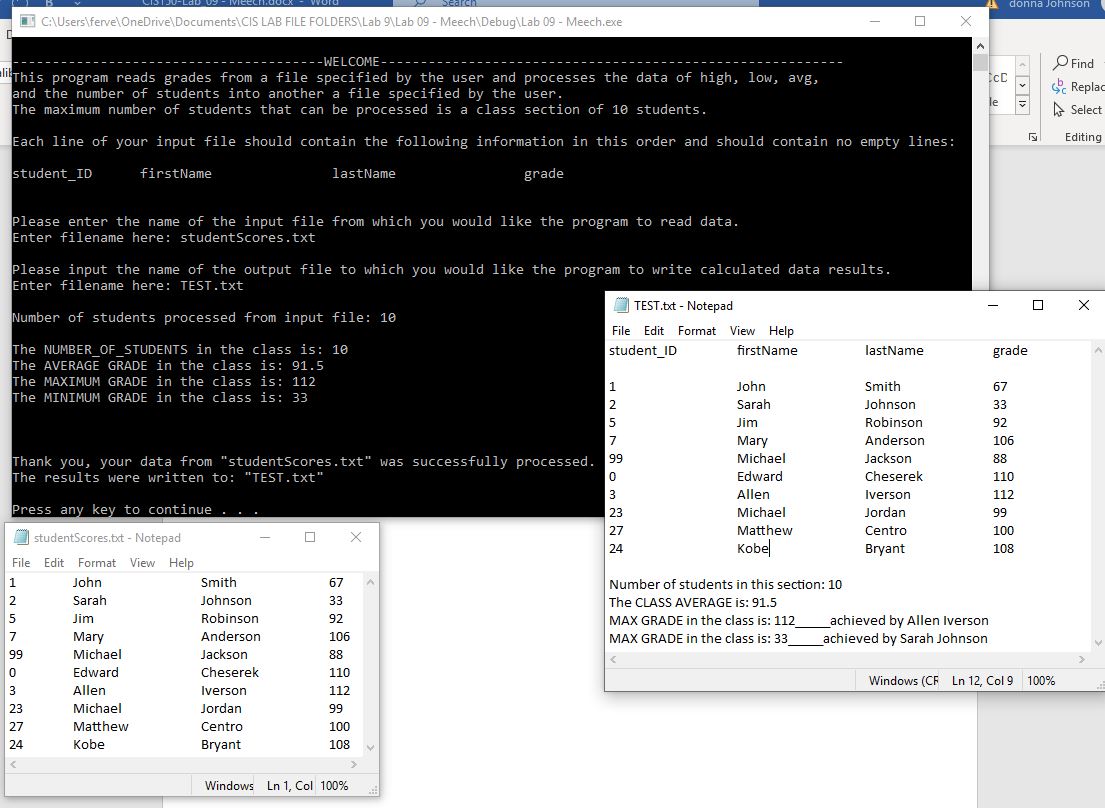 CIS150-Lab_09 - Meech.docx - Word
Search
donna Johnson
C:\Users\ferve\OneDrive\Documents\CIS LAB FILE FOLDERS\Lab 9\Lab 09 - Meech\Debug\Lab 09 - Meech.exe
---------------------------------------WELCOME----------------------------------------------------------
This program reads grades from a file specified by the user and processes the data of high, low, avg,
and the number of students into another a file specified by the user.
The maximum number of students that can be processed is a class section of 10 students.
Each line of your input file should contain the following information in this order and should contain no empty lines:
student_ID firstName lastName grade
Please enter the name of the input file from which you would like the program to read data.
Enter filename here: studentScores.txt
Please input the name of the output file to which you would like the program to write calculated data results.
Enter filename here: TEST.txt
Number of students processed from input file: 10
The NUMBER_OF_STUDENTS in the class is: 10
The AVERAGE GRADE in the class is: 91.5
The MAXIMUM GRADE in the class is: 112
The MINIMUM GRADE in the class is: 33
Thank you, your data from "studentScores.txt" was successfully processed.
The results were written to: "TEST.txt"
Press any key to continue . . .
CcD
le
Find
Replac
Select
Editing
TEST.txt - Notepad
File Edit Format View Help
student_ID firstName lastName grade
1 John Smith 67
2 Sarah Johnson 33
5 Jim Robinson 92
7 Mary Anderson 106
99 Michael Jackson 88
0 Edward Cheserek 110
3 Allen Iverson 112
23 Michael Jordan 99
27 Matthew Centro 100
24 Kobe Bryant 108
Number of students in this section: 10
The CLASS AVERAGE is: 91.5
MAX GRADE in the class is: 112_____achieved by Allen Iverson
MAX GRADE in the class is: 33_____achieved by Sarah Johnson
Windows (CR Ln 12, Col 9 100%
studentScores.txt - Notepad
File Edit Format View Help
1 John Smith 67
2 Sarah Johnson 33
5 Jim Robinson 92
7 Mary Anderson 106
99 Michael Jackson 88
0 Edward Cheserek 110
3 Allen Iverson 112
23 Michael Jordan 99
27 Matthew Centro 100
24 Kobe Bryant 108
Windows Ln 1, Col 100%